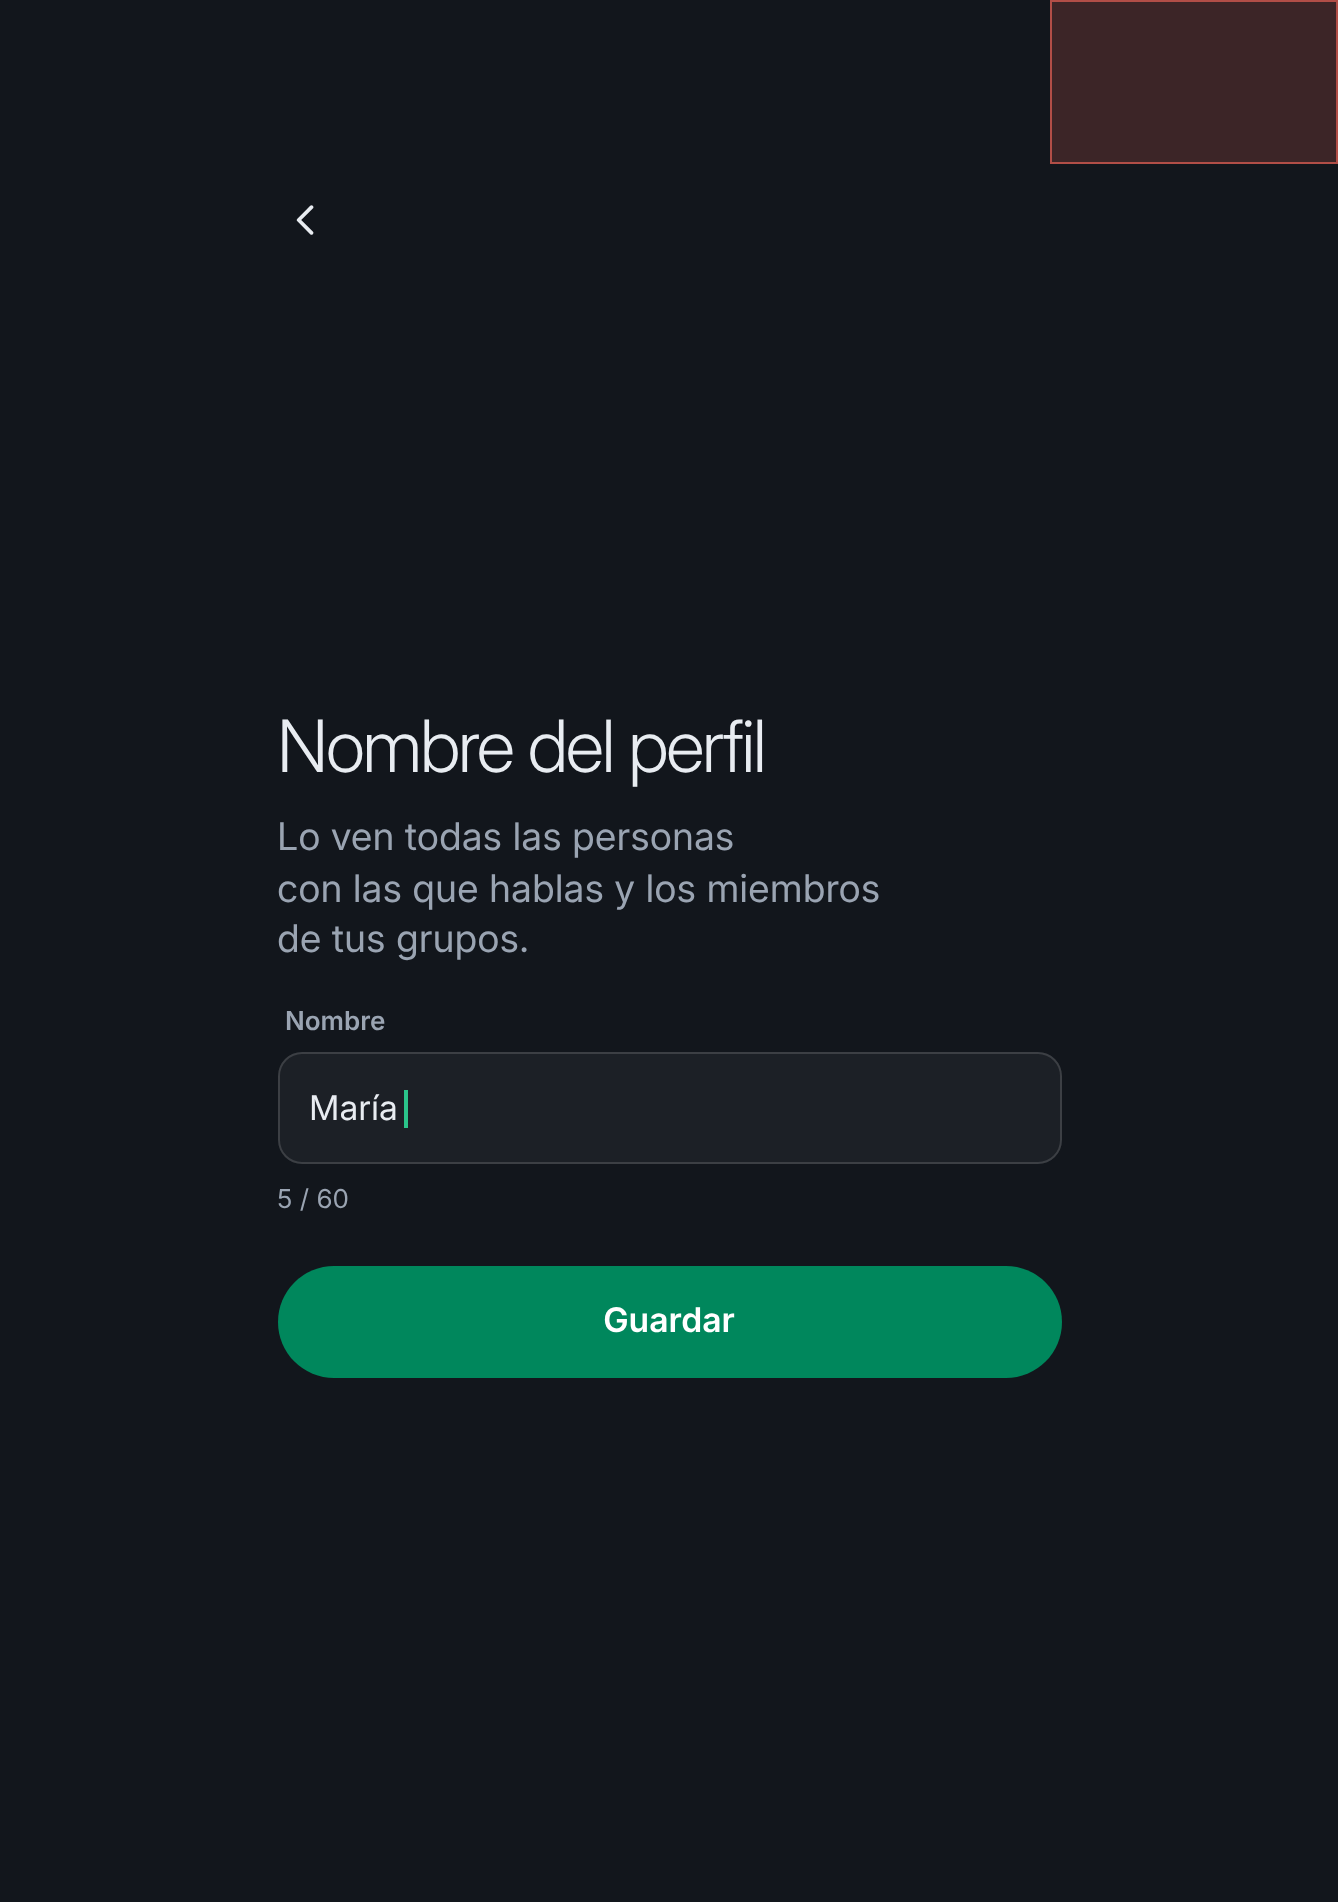 Nombre del perfil
Lo ven todas las personas
con las que hablas y los miembros
de tus grupos.
Nombre
María
5 / 60
Guardar